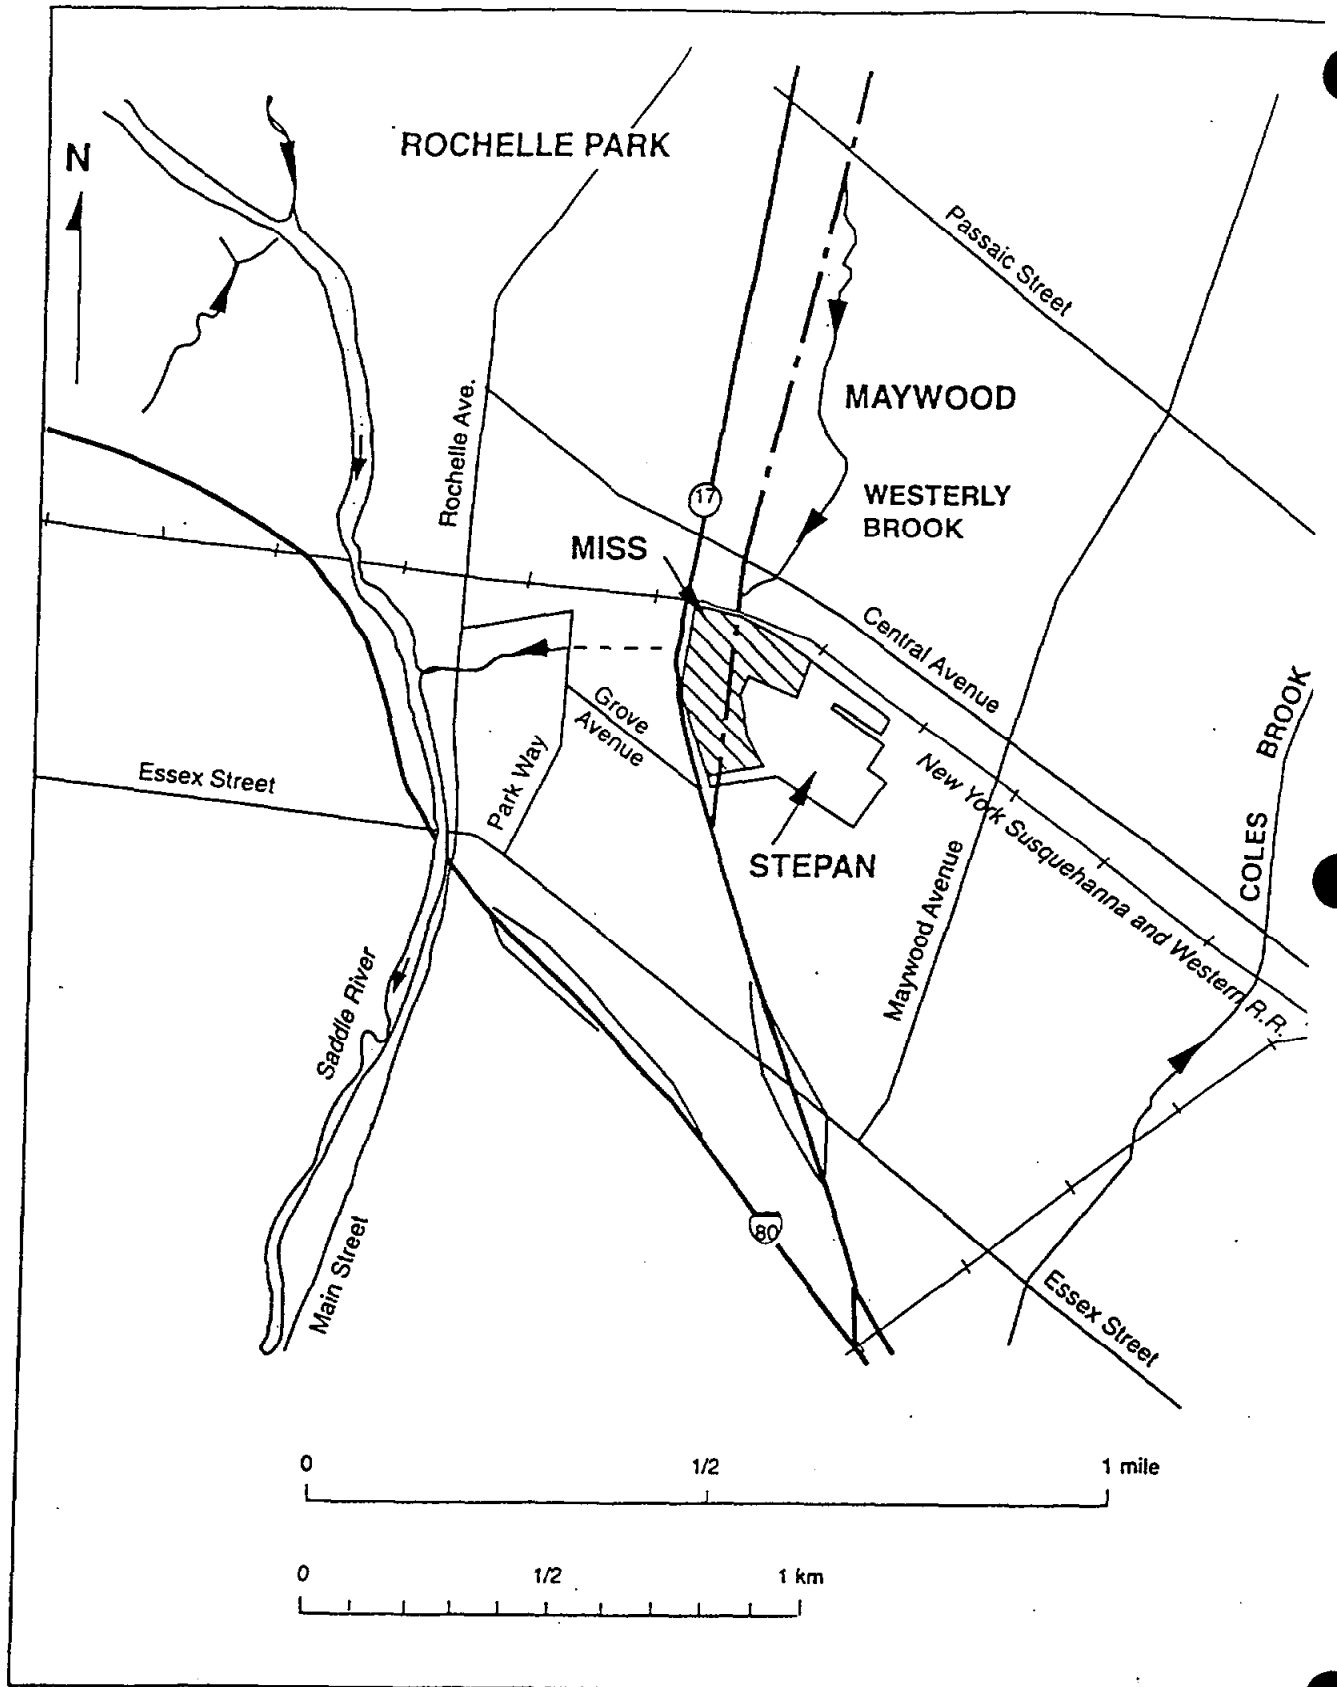 ROCHELLE PARK
N
Passaic Street
Rochelle Ave.
MAYWOOD
17
WESTERLY
BROOK
MISS
Central Avenue
BROOK
COLES
Grove
Avenue
Essex Street
Park Way
New York Susquehanna and Western R.R.
STEPAN
Maywood Avenue
Saddle River
80
Main Street
Essex Street
0 1/2 1 mile
0 1/2 1 km